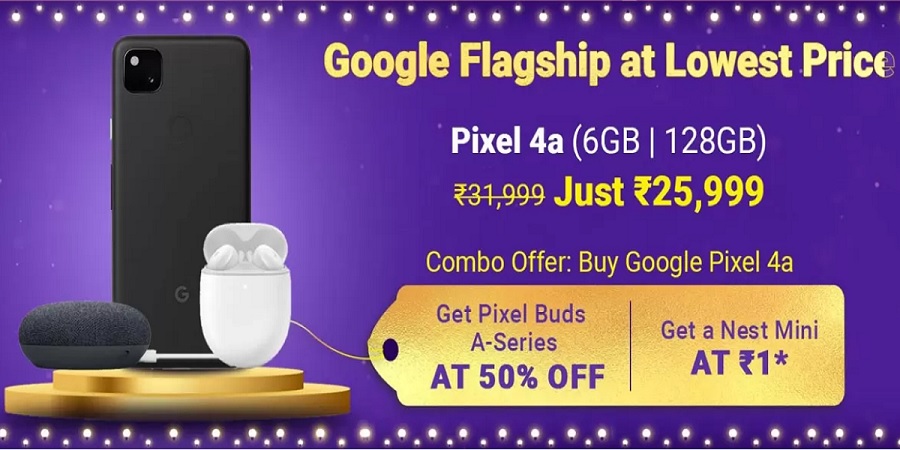 Google Flagship at Lowest Price
Pixel 4a (6GB | 128GB)
₹31,999 Just ₹25,999
Combo Offer: Buy Google Pixel 4a
Get Pixel Buds
A-Series
AT 50% OFF
Get a Nest Mini
AT ₹1*
G